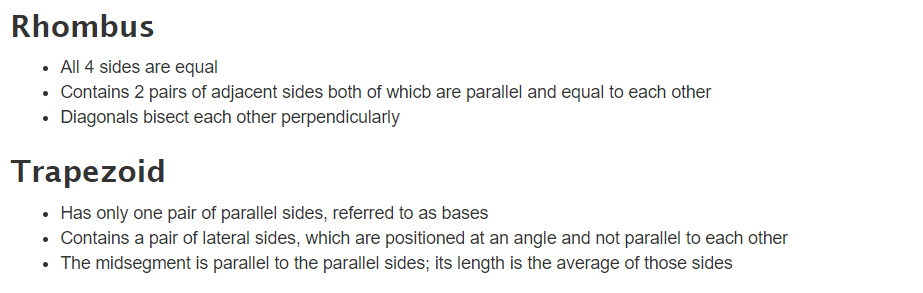 Rhombus
• All 4 sides are equal
• Contains 2 pairs of adjacent sides both of whicb are parallel and equal to each other
• Diagonals bisect each other perpendicularly
Trapezoid
• Has only one pair of parallel sides, referred to as bases
• Contains a pair of lateral sides, which are positioned at an angle and not parallel to each other
• The midsegment is parallel to the parallel sides; its length is the average of those sides